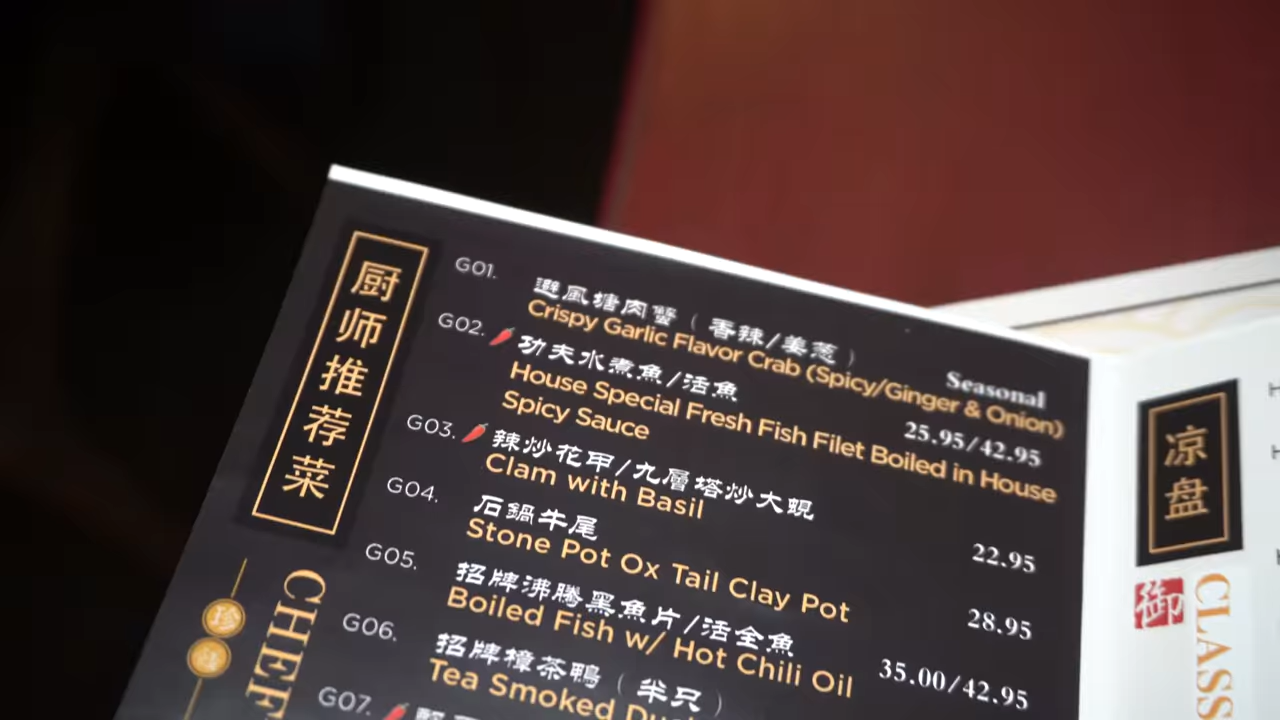 厨师推荐菜
CHEF
G01.
避風塘肉蟹（香辣/姜葱）
Crispy Garlic Flavor Crab (Spicy/Ginger & Onion)
Seasonal
G02.
功夫水煮魚/活魚
House Special Fresh Fish Filet Boiled in House
Spicy Sauce
25.95/42.95
G03.
辣炒花甲/九層塔炒大蜆
Clam with Basil
22.95
G04.
石鍋牛尾
Stone Pot Ox Tail Clay Pot
28.95
G05.
招牌沸騰黑魚片/活全魚
Boiled Fish w/ Hot Chili Oil
35.00/42.95
G06.
招牌樟茶鴨（半只）
Tea Smoked
G07.
珍
凉盘
御
CLASS